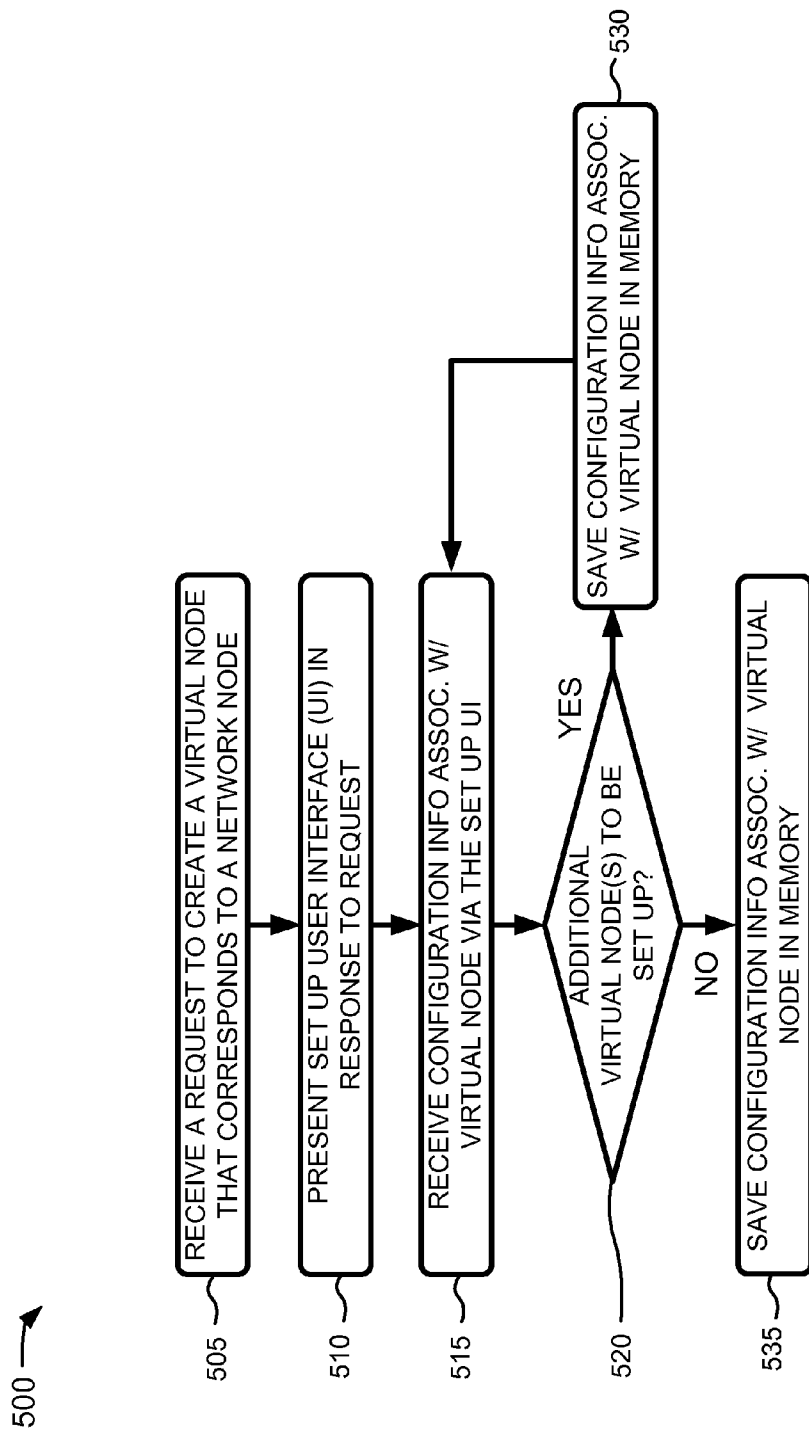 500
RECEIVE A REQUEST TO CREATE A VIRTUAL NODE
THAT CORRESPONDS TO A NETWORK NODE
505
PRESENT SET UP USER INTERFACE (UI) IN
RESPONSE TO REQUEST
510
RECEIVE CONFIGURATION INFO ASSOC. W/
VIRTUAL NODE VIA THE SET UP UI
515
ADDITIONAL
VIRTUAL NODE(S) TO BE
SET UP?
520
YES
SAVE CONFIGURATION INFO ASSOC.
W/ VIRTUAL NODE IN MEMORY
530
NO
SAVE CONFIGURATION INFO ASSOC. W/ VIRTUAL
NODE IN MEMORY
535